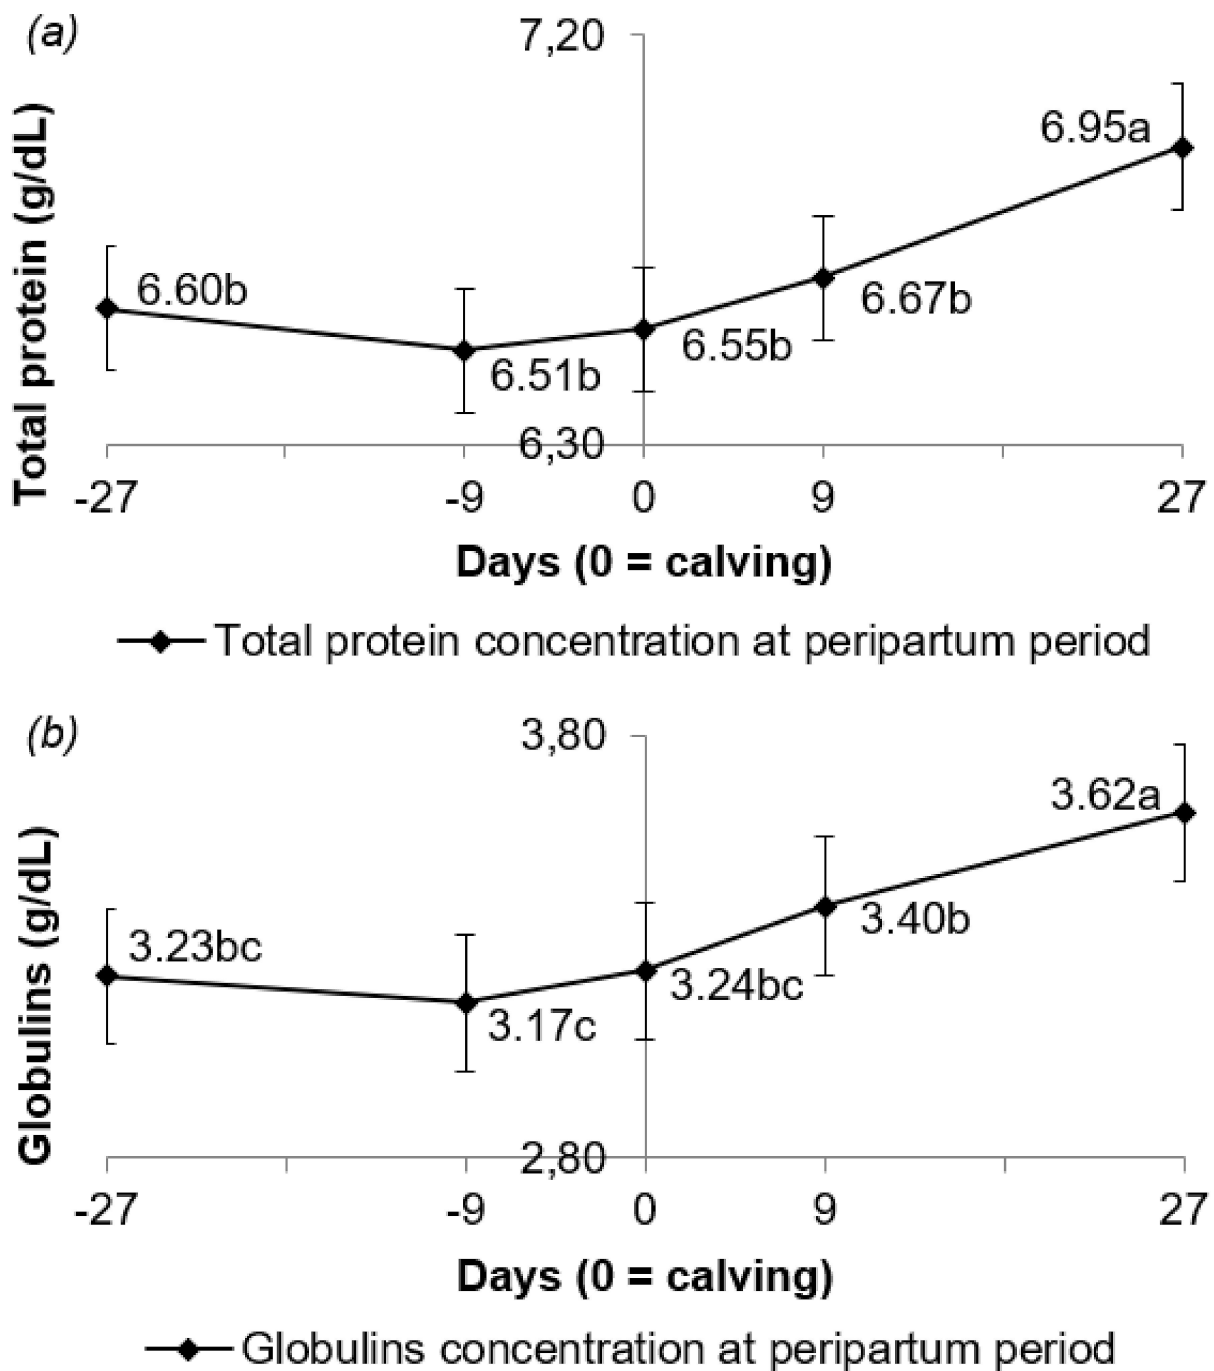 (a)
7,20
Total protein (g/dL)
6.95a
6.60b
6.67b
6.55b
6.51b
6,30
-27 -9 0 9 27
Days (0 = calving)
Total protein concentration at peripartum period
(b)
3,80
Globulins (g/dL)
3.62a
3.23bc
3.40b
3.24bc
3.17c
2,80
-27 -9 0 9 27
Days (0 = calving)
Globulins concentration at peripartum period